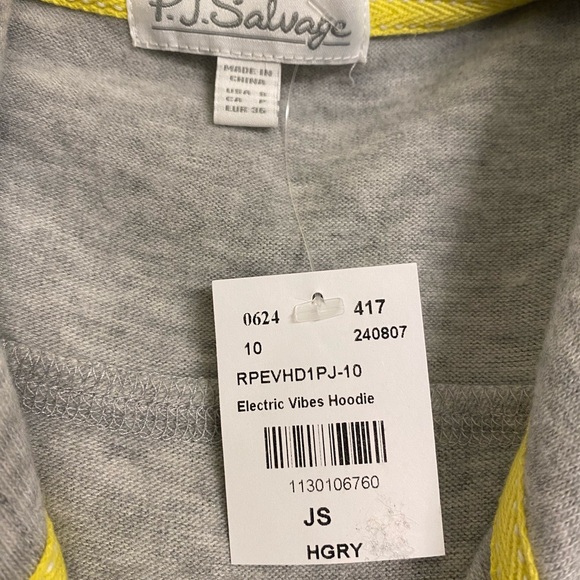 P.J. Salvage
MADE IN
CHINA
USA
CA P
EUR 36
0624 417
10 240807
RPEVHD1PJ-10
Electric Vibes Hoodie
1130106760
JS
HGRY